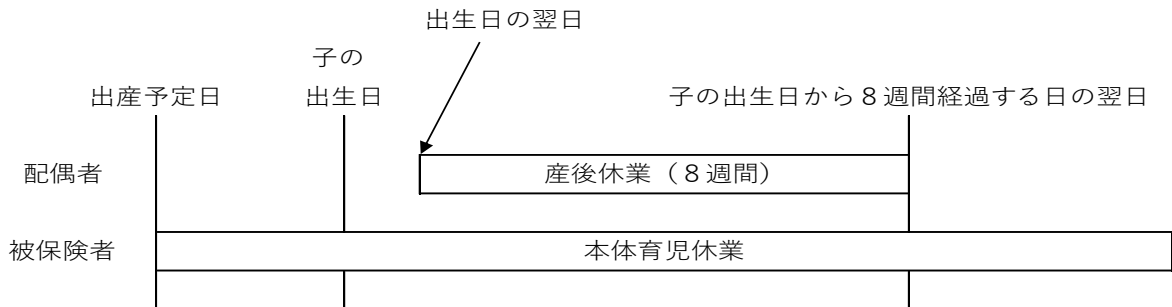 出生日の翌日
子の
出生日
出産予定日
子の出生日から８週間経過する日の翌日
配偶者
産後休業（８週間）
被保険者
本体育児休業